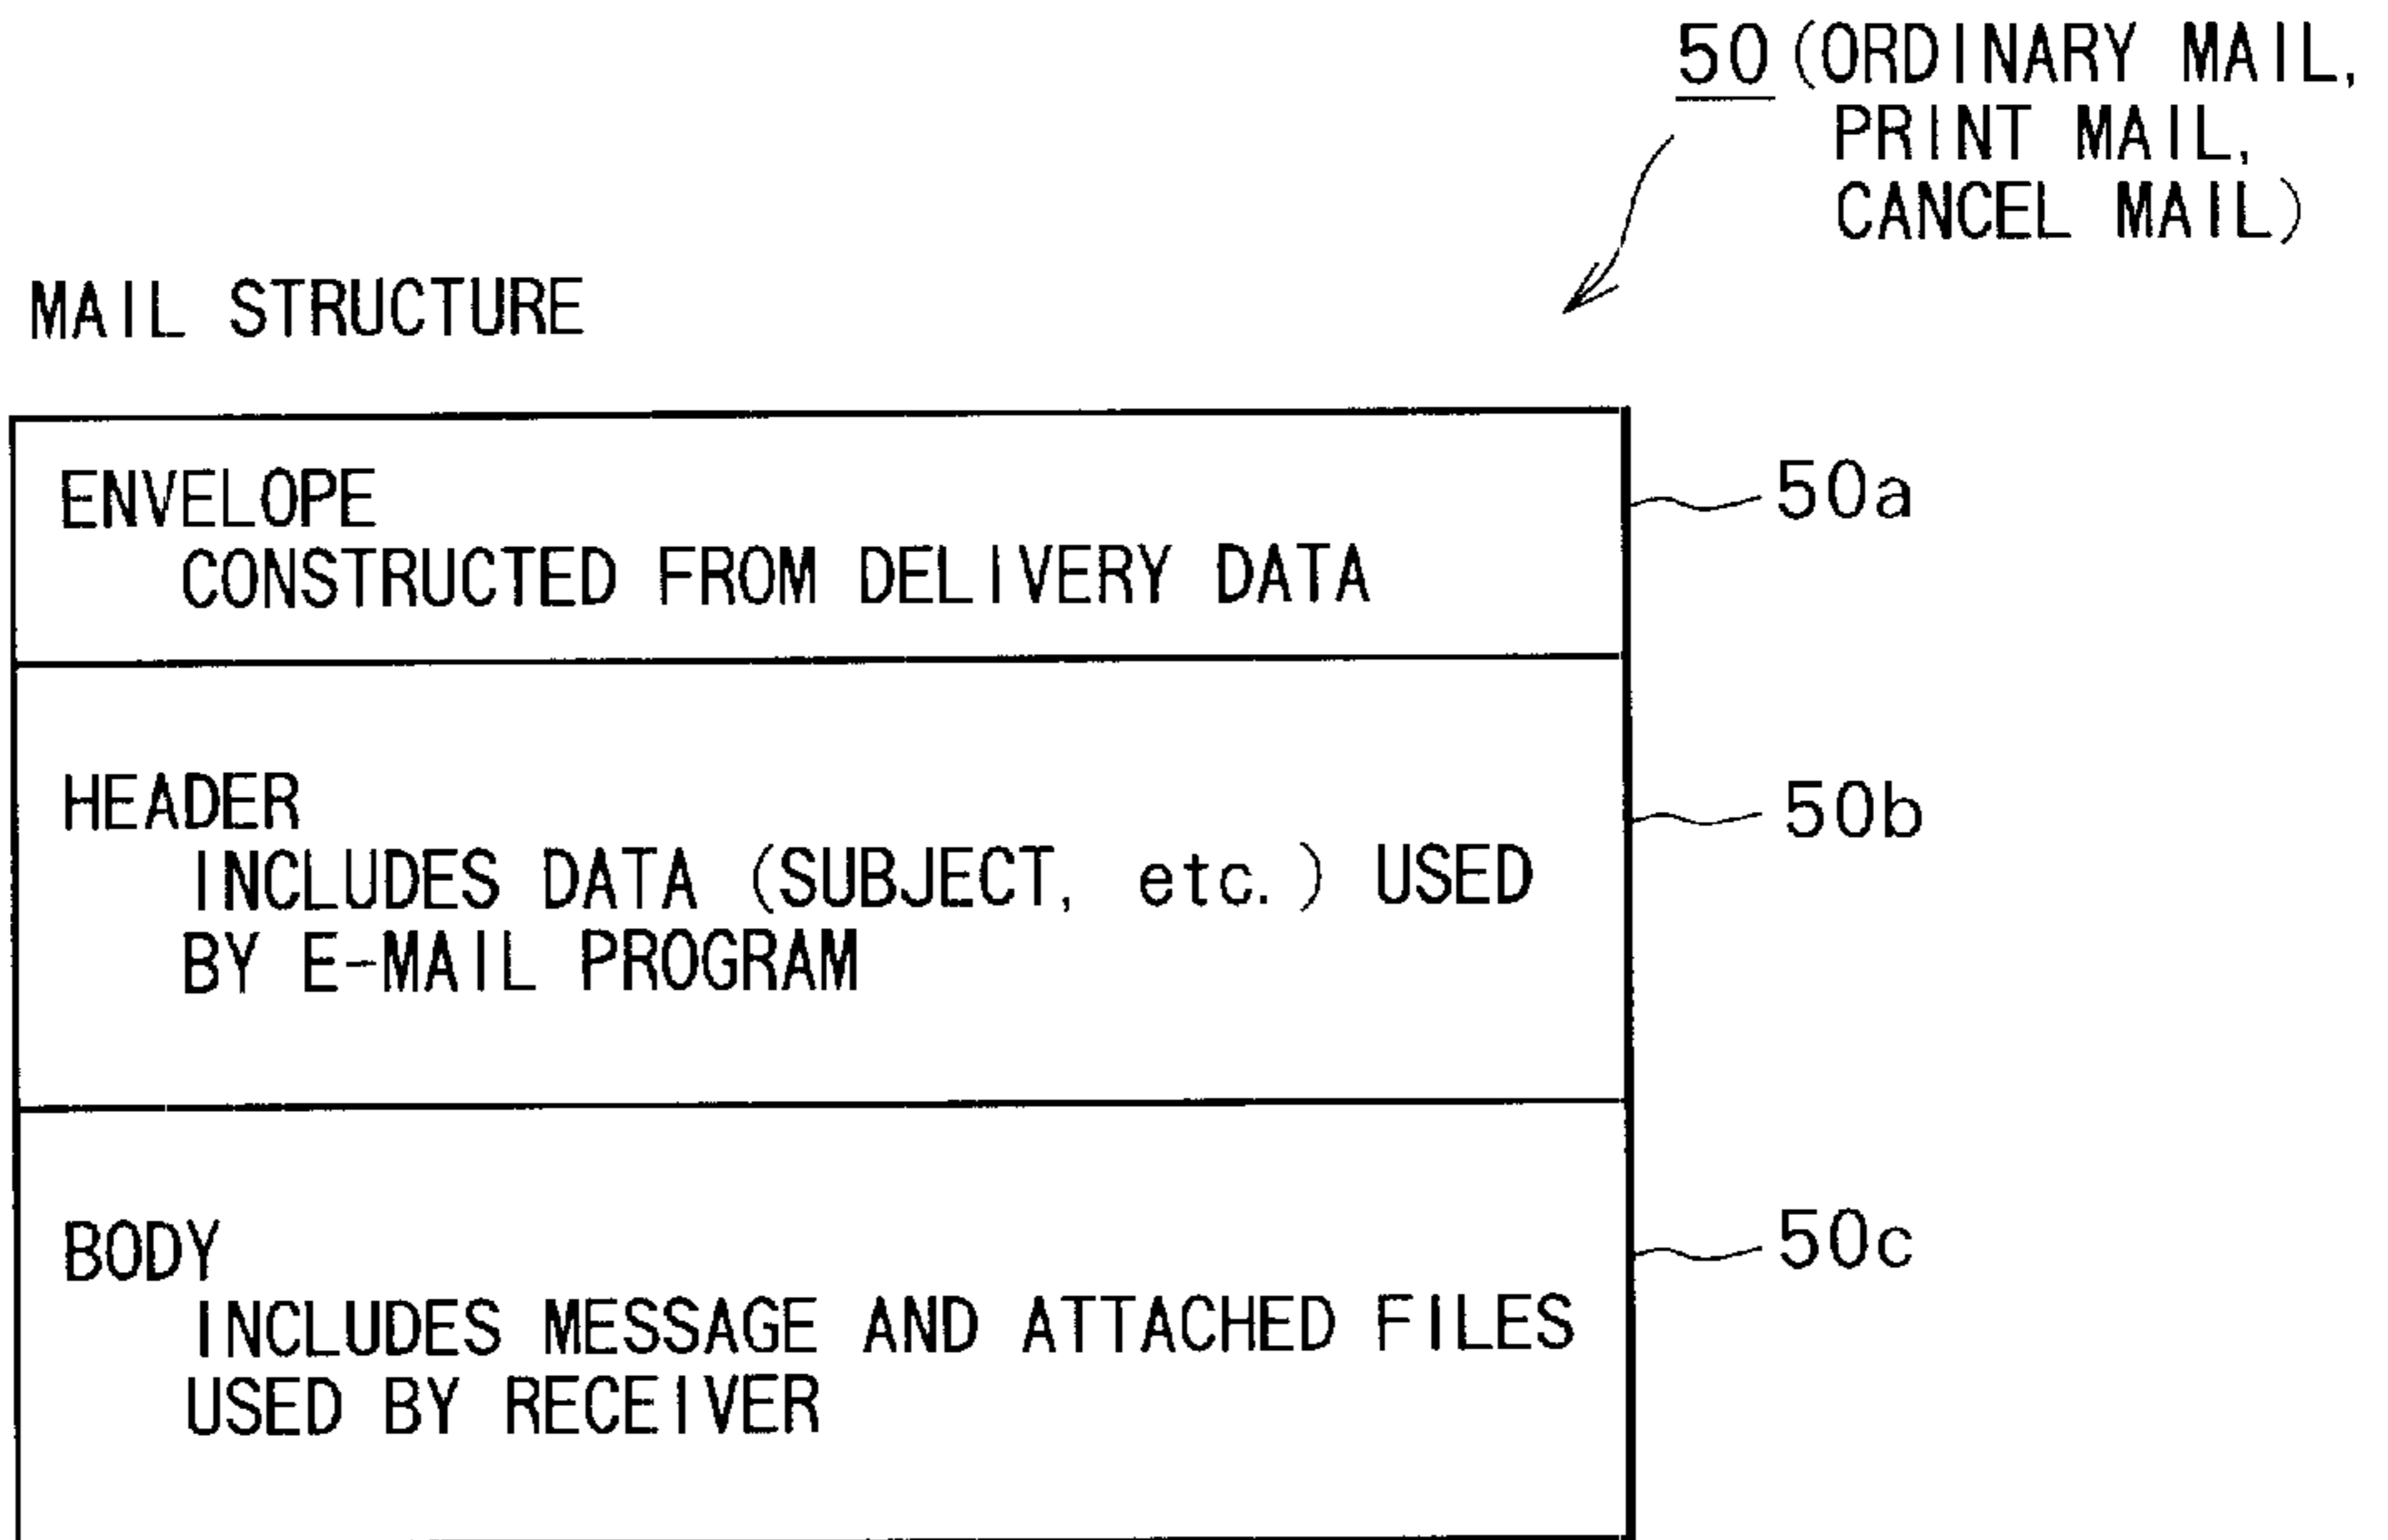 50 (ORDINARY MAIL,
PRINT MAIL,
CANCEL MAIL)
MAIL STRUCTURE
ENVELOPE
CONSTRUCTED FROM DELIVERY DATA
50a
HEADER
INCLUDES DATA (SUBJECT, etc.) USED
BY E-MAIL PROGRAM
50b
BODY
INCLUDES MESSAGE AND ATTACHED FILES
USED BY RECEIVER
50c